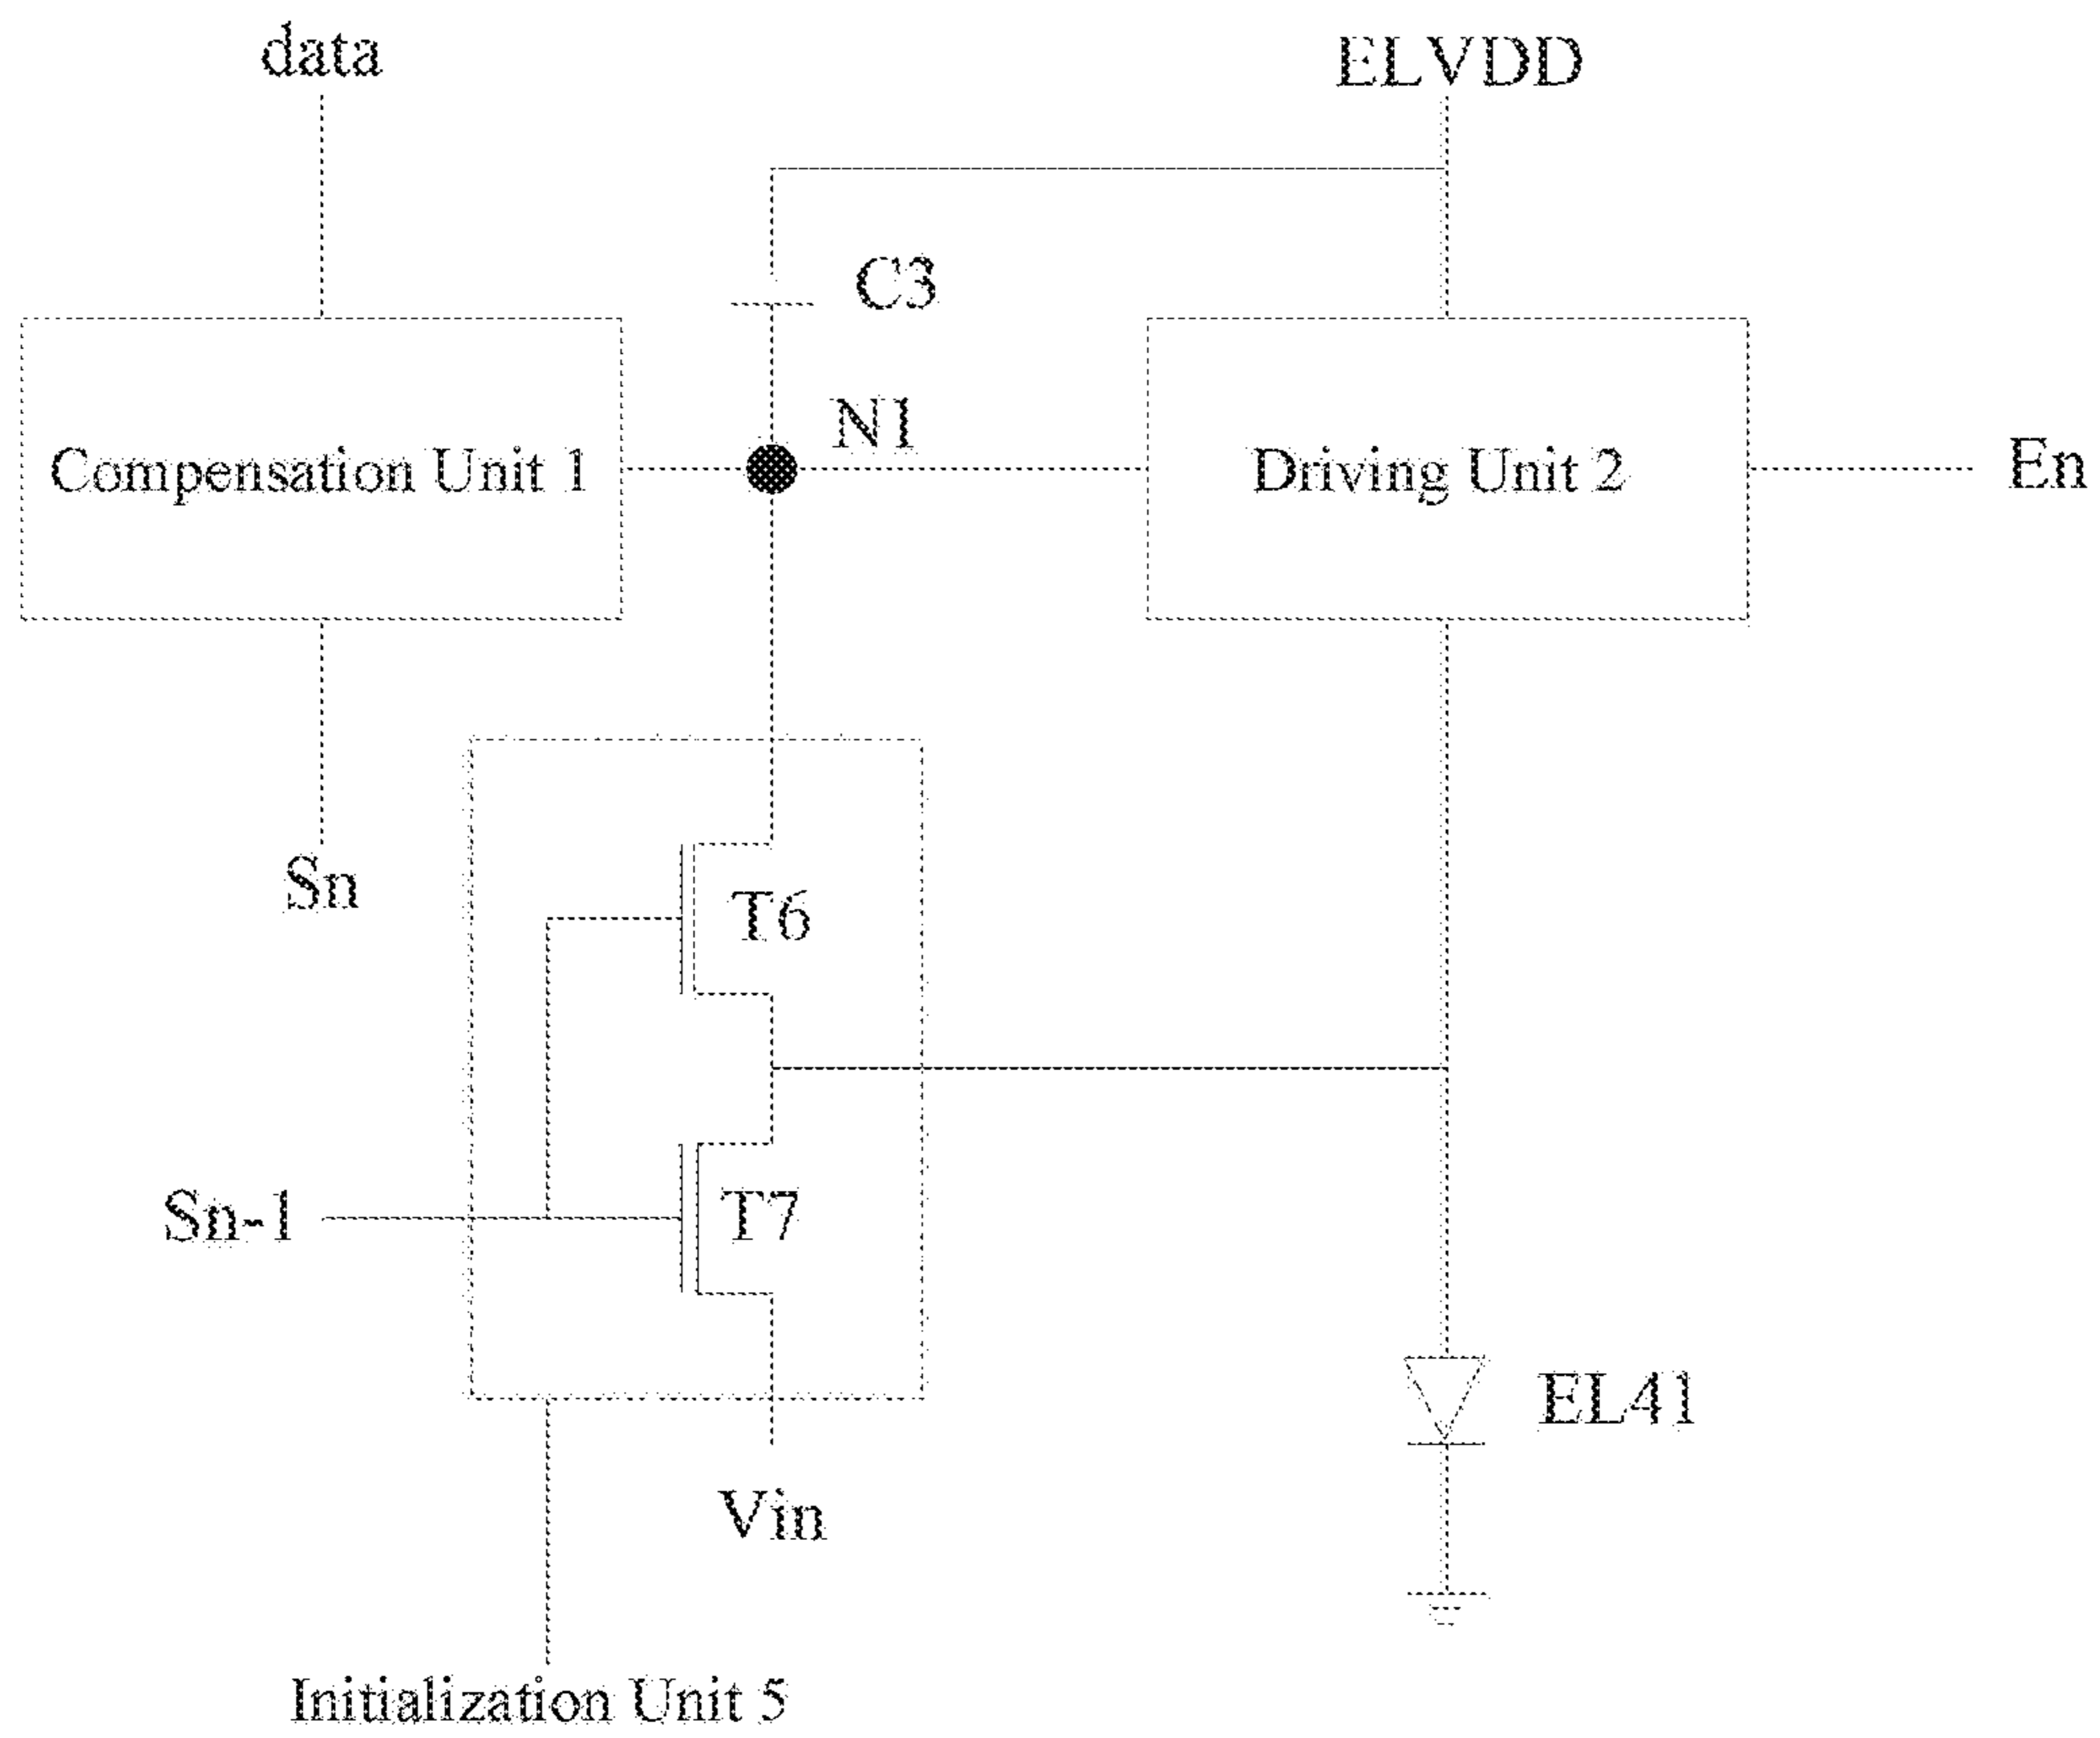 data
ELVDD
C3
N1
Compensation Unit 1
Driving Unit 2
En
Sn
T6
Sn-1
T7
EL41
Vin
Initialization Unit 5